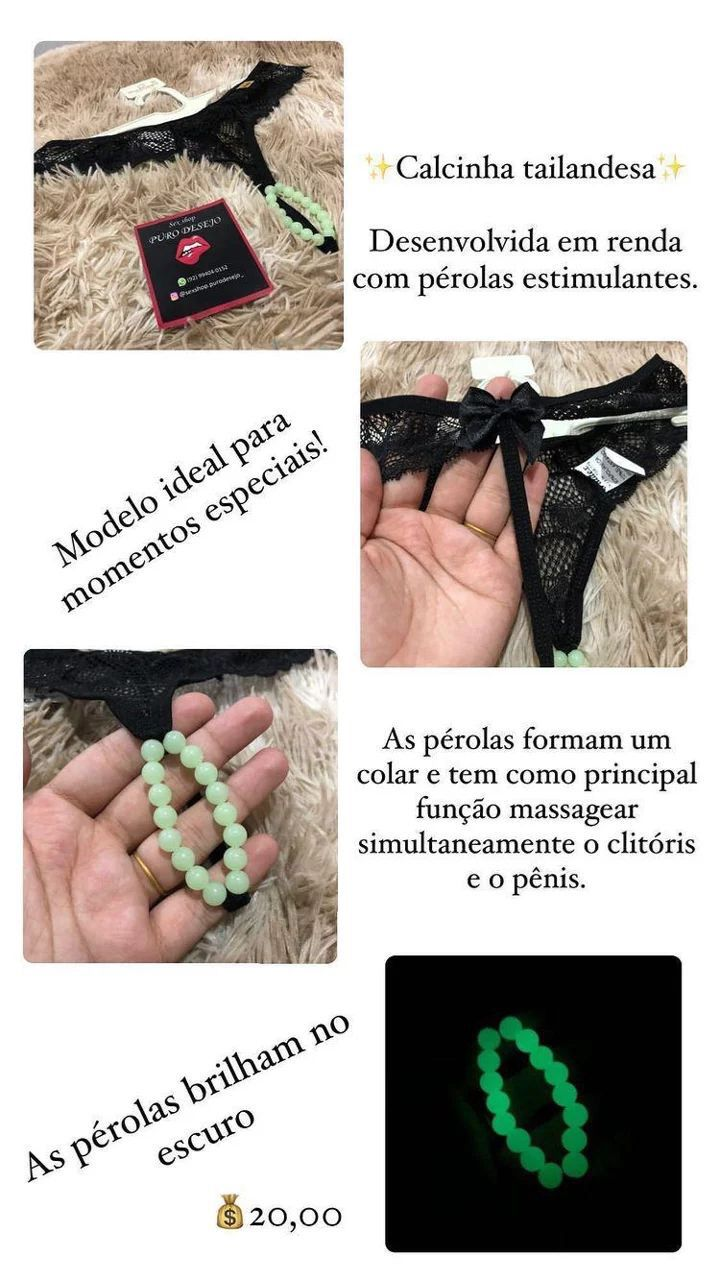 ✨Calcinha tailandesa✨
Desenvolvida em renda
com pérolas estimulantes.
Sex shop
PURO DESEJO
(92) 99404-0152
@sexshop.purodesejo_
Modelo ideal para
momentos especiais!
As pérolas formam um
colar e tem como principal
função massagear
simultaneamente o clitóris
e o pênis.
As pérolas brilham no
escuro
💰20,00